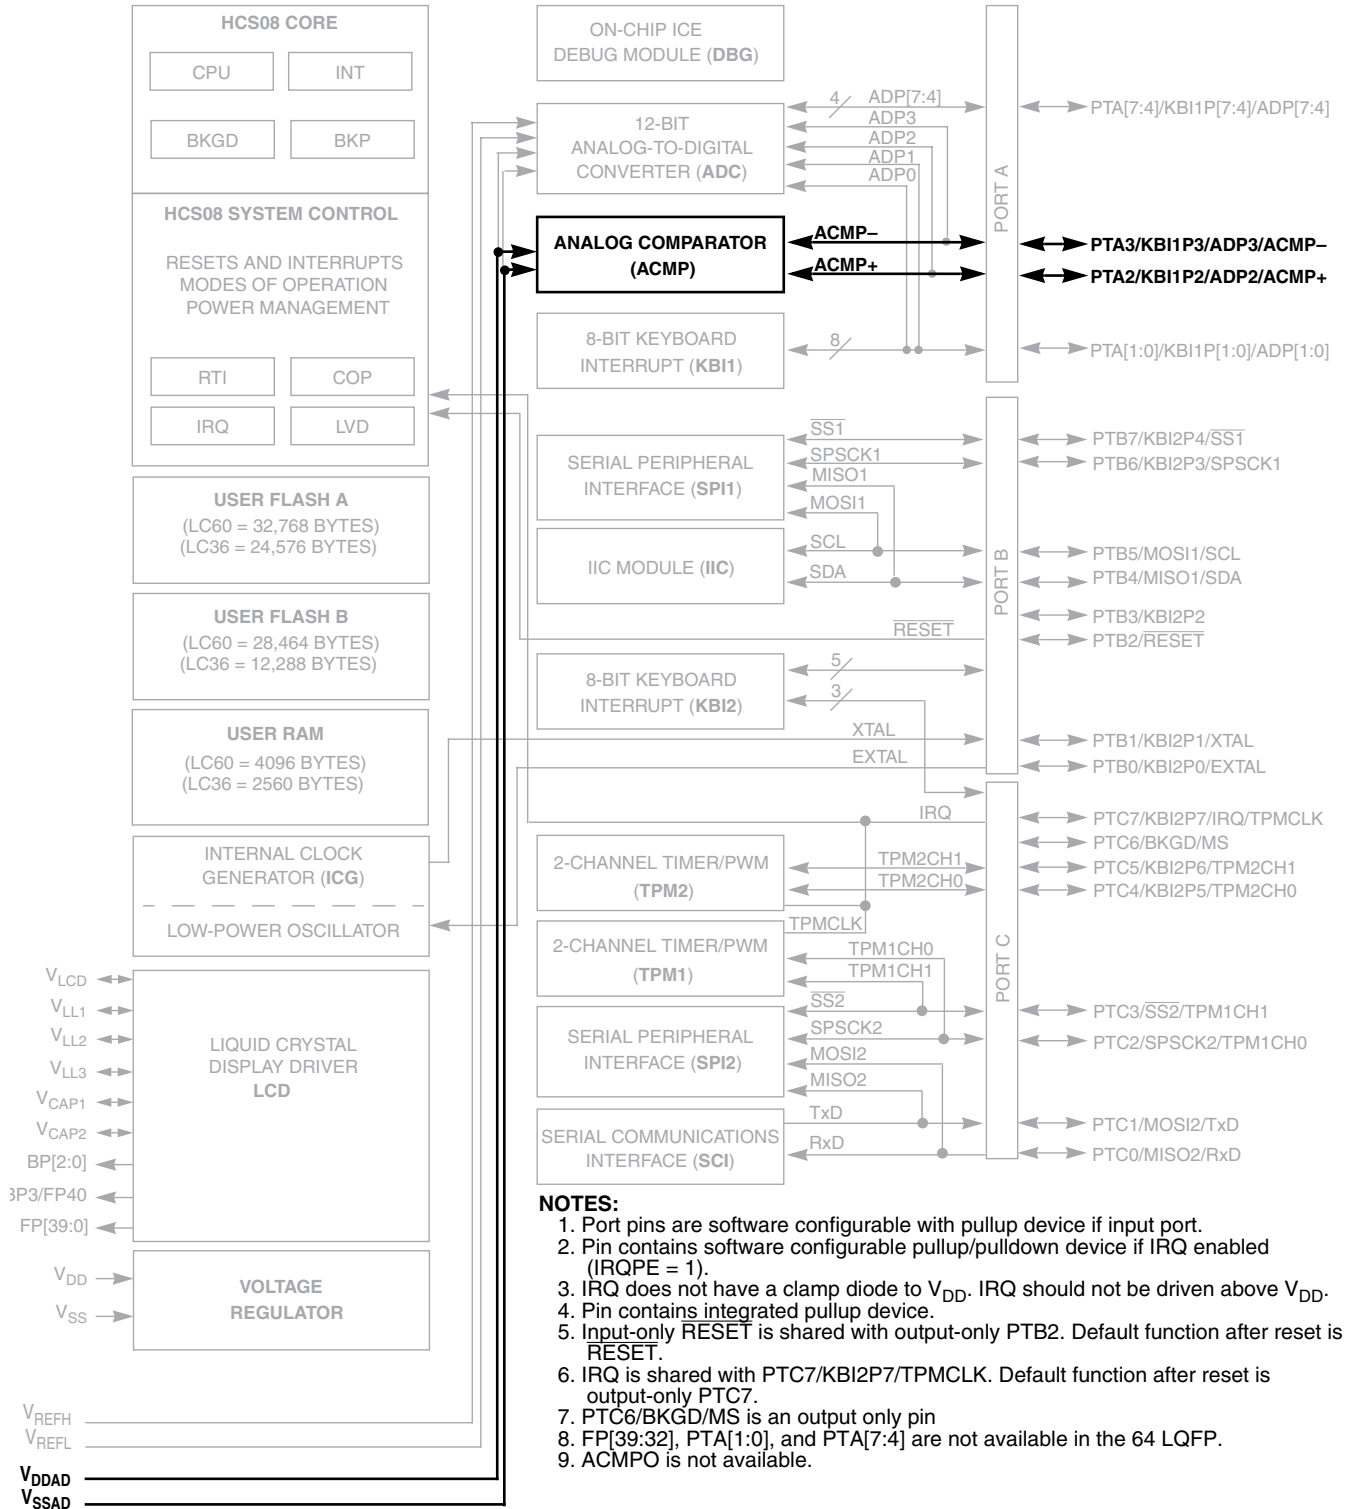 HCS08 CORE
CPU
INT
BKGD
BKP
HCS08 SYSTEM CONTROL
RESETS AND INTERRUPTS
MODES OF OPERATION
POWER MANAGEMENT
RTI
COP
IRQ
LVD
USER FLASH A
(LC60 = 32,768 BYTES)
(LC36 = 24,576 BYTES)
USER FLASH B
(LC60 = 28,464 BYTES)
(LC36 = 12,288 BYTES)
USER RAM
(LC60 = 4096 BYTES)
(LC36 = 2560 BYTES)
INTERNAL CLOCK
GENERATOR (ICG)
LOW-POWER OSCILLATOR
VLCD
VLL1
VLL2
VLL3
VCAP1
VCAP2
BP[2:0]
BP3/FP40
FP[39:0]
LIQUID CRYSTAL
DISPLAY DRIVER
LCD
VDD
VSS
VOLTAGE
REGULATOR
VREFH
VREFL
VDDAD
VSSAD
ON-CHIP ICE
DEBUG MODULE (DBG)
12-BIT
ANALOG-TO-DIGITAL
CONVERTER (ADC)
4
ADP[7:4]
ADP3
ADP2
ADP1
ADP0
ANALOG COMPARATOR
(ACMP)
ACMP–
ACMP+
8-BIT KEYBOARD
INTERRUPT (KBI1)
8
PORT A
PTA[7:4]/KBI1P[7:4]/ADP[7:4]
PTA3/KBI1P3/ADP3/ACMP–
PTA2/KBI1P2/ADP2/ACMP+
PTA[1:0]/KBI1P[1:0]/ADP[1:0]
SERIAL PERIPHERAL
INTERFACE (SPI1)
SS1
SPSCK1
MISO1
MOSI1
IIC MODULE (IIC)
SCL
SDA
RESET
8-BIT KEYBOARD
INTERRUPT (KBI2)
5
3
XTAL
EXTAL
PORT B
PTB7/KBI2P4/SS1
PTB6/KBI2P3/SPSCK1
PTB5/MOSI1/SCL
PTB4/MISO1/SDA
PTB3/KBI2P2
PTB2/RESET
PTB1/KBI2P1/XTAL
PTB0/KBI2P0/EXTAL
IRQ
2-CHANNEL TIMER/PWM
(TPM2)
TPM2CH1
TPM2CH0
TPMCLK
2-CHANNEL TIMER/PWM
(TPM1)
TPM1CH0
TPM1CH1
SERIAL PERIPHERAL
INTERFACE (SPI2)
SS2
SPSCK2
MOSI2
MISO2
SERIAL COMMUNICATIONS
INTERFACE (SCI)
TxD
RxD
PORT C
PTC7/KBI2P7/IRQ/TPMCLK
PTC6/BKGD/MS
PTC5/KBI2P6/TPM2CH1
PTC4/KBI2P5/TPM2CH0
PTC3/SS2/TPM1CH1
PTC2/SPSCK2/TPM1CH0
PTC1/MOSI2/TxD
PTC0/MISO2/RxD
NOTES:
1. Port pins are software configurable with pullup device if input port.
2. Pin contains software configurable pullup/pulldown device if IRQ enabled
(IRQPE = 1).
3. IRQ does not have a clamp diode to VDD. IRQ should not be driven above VDD.
4. Pin contains integrated pullup device.
5. Input-only RESET is shared with output-only PTB2. Default function after reset is
RESET.
6. IRQ is shared with PTC7/KBI2P7/TPMCLK. Default function after reset is
output-only PTC7.
7. PTC6/BKGD/MS is an output only pin
8. FP[39:32], PTA[1:0], and PTA[7:4] are not available in the 64 LQFP.
9. ACMPO is not available.